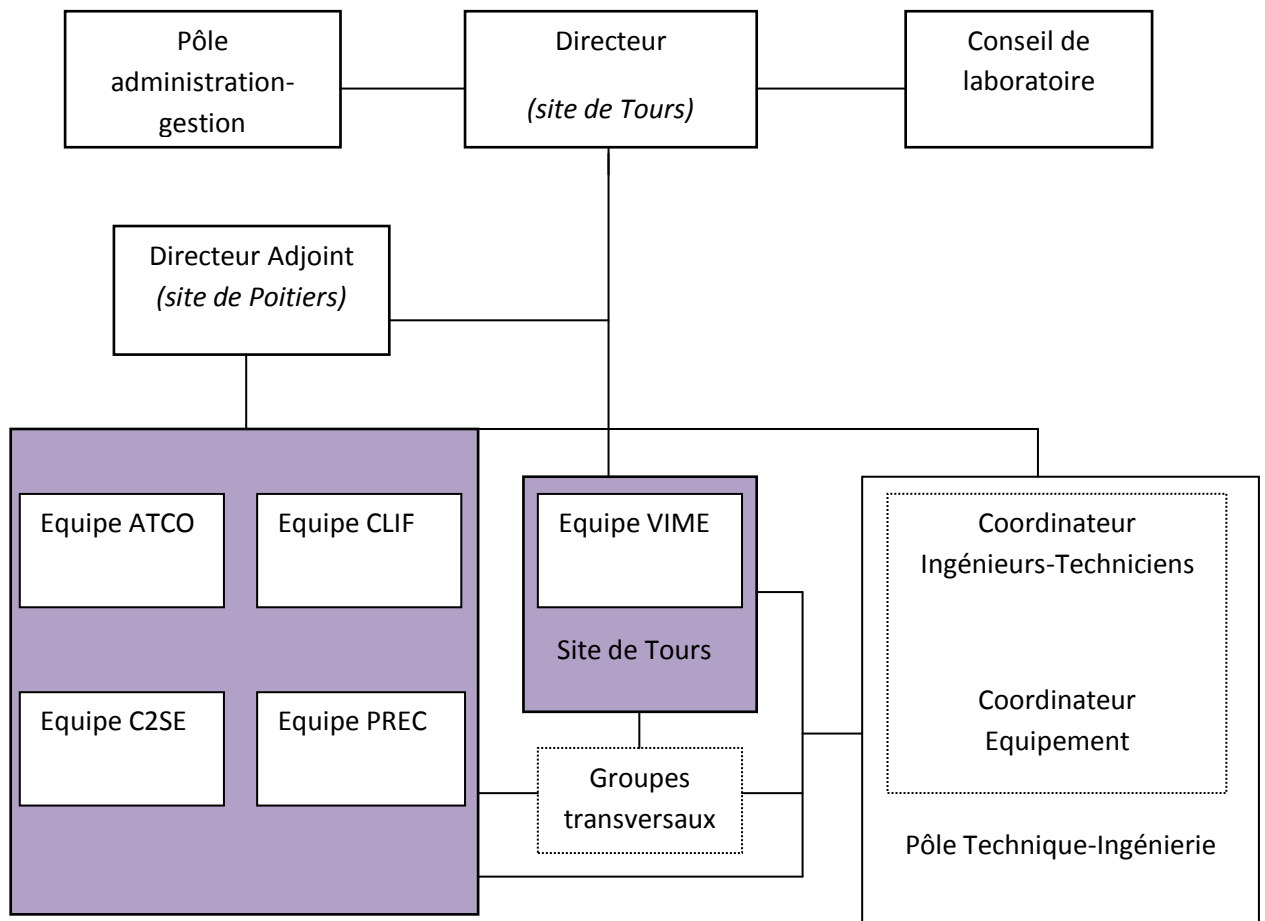 Pôle
administration-
gestion
Directeur
(site de Tours)
Conseil de
laboratoire
Directeur Adjoint
(site de Poitiers)
Equipe ATCO
Equipe CLIF
Equipe VIME
Site de Tours
Coordinateur
Ingénieurs-Techniciens
Equipe C2SE
Equipe PREC
Groupes
transversaux
Coordinateur
Equipement
Pôle Technique-Ingénierie